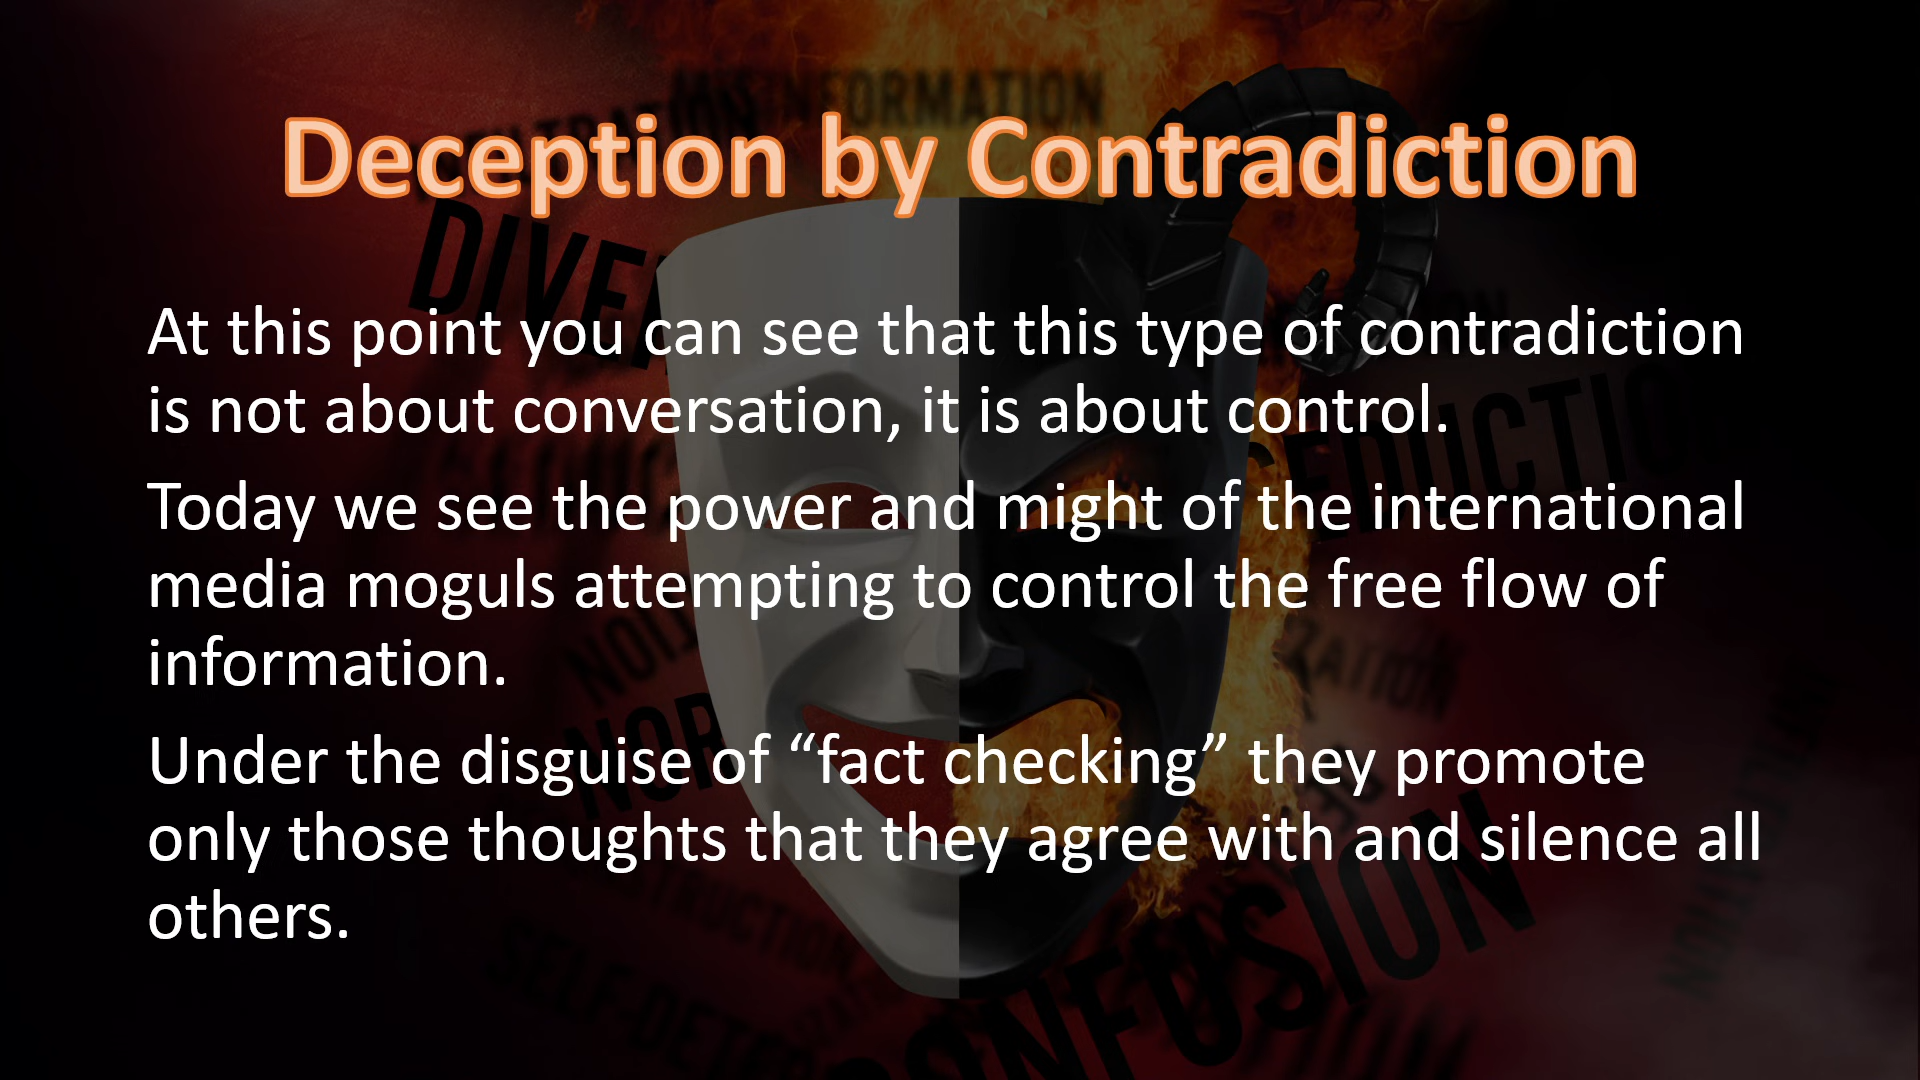 MISINFORMATION
Deception by Contradiction
At this point you can see that this type of contradiction
is not about conversation, it is about control.
Today we see the power and might of the international
media moguls attempting to control the free flow of
information.
Under the disguise of “fact checking” they promote
only those thoughts that they agree with and silence all
others.
CONFUSION